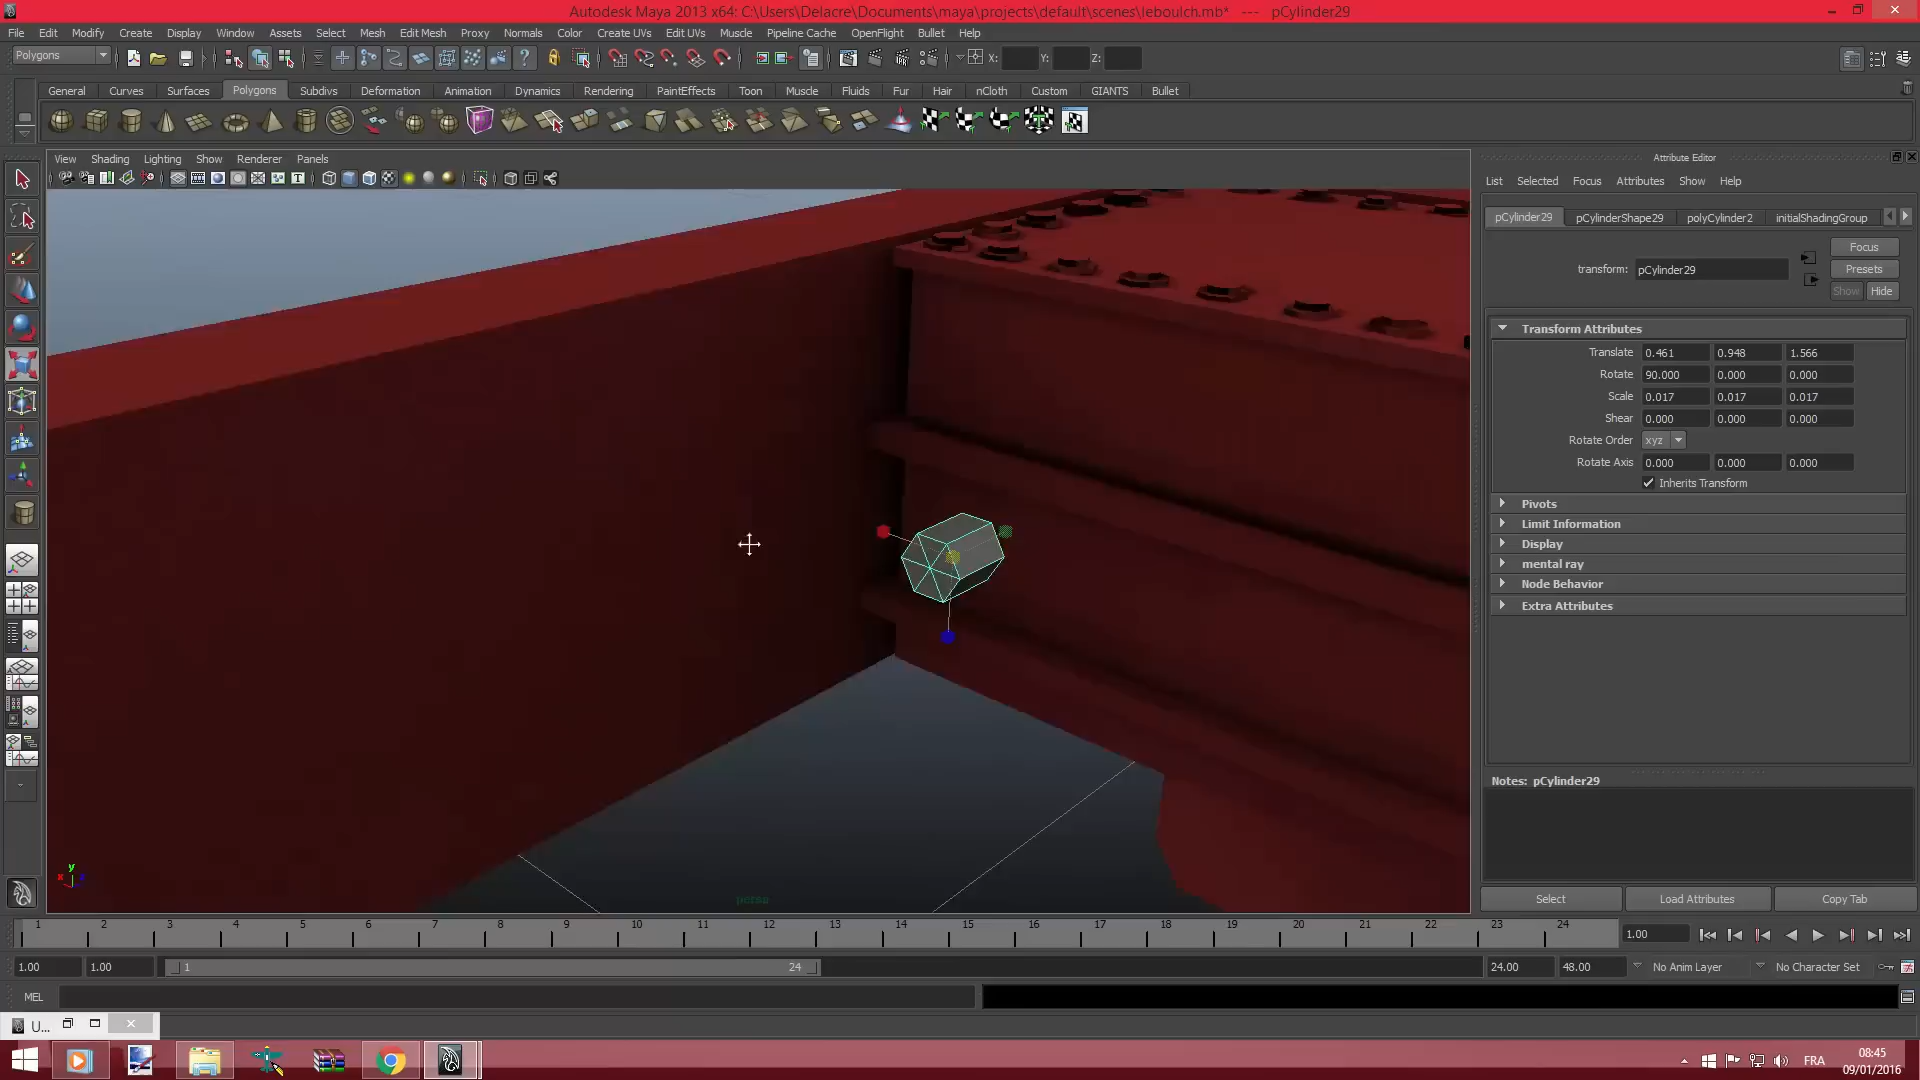 Autodesk Maya 2013 x64: C:\Users\Delacre\Documents\maya\projects\default\scenes\leboulch.mb* --- pCylinder29
File Edit Modify Create Display Window Assets Select Mesh Edit Mesh Proxy Normals Color Create UVs Edit UVs Muscle Pipeline Cache OpenFlight Bullet Help
Polygons X: Y: Z:
General Curves Surfaces Polygons Subdivs Deformation Animation Dynamics Rendering PaintEffects Toon Muscle Fluids Fur Hair nCloth Custom GIANTS Bullet
View Shading Lighting Show Renderer Panels
Attribute Editor
List Selected Focus Attributes Show Help
pCylinder29 pCylinderShape29 polyCylinder2 initialShadingGroup
Focus
transform: pCylinder29 Presets
Show Hide
Transform Attributes
Translate 0.461 0.948 1.566
Rotate 90.000 0.000 0.000
Scale 0.017 0.017 0.017
Shear 0.000 0.000 0.000
Rotate Order xyz
Rotate Axis 0.000 0.000 0.000
Inherits Transform
Pivots
Limit Information
Display
mental ray
Node Behavior
Extra Attributes
Notes: pCylinder29
y
x
persp
Select Load Attributes Copy Tab
1 2 3 4 5 6 7 8 9 10 11 12 13 14 15 16 17 18 19 20 21 22 23 24 1.00
1.00 1.00 1 24 24.00 48.00 No Anim Layer No Character Set
MEL
U...
FRA 08:45
09/01/2016